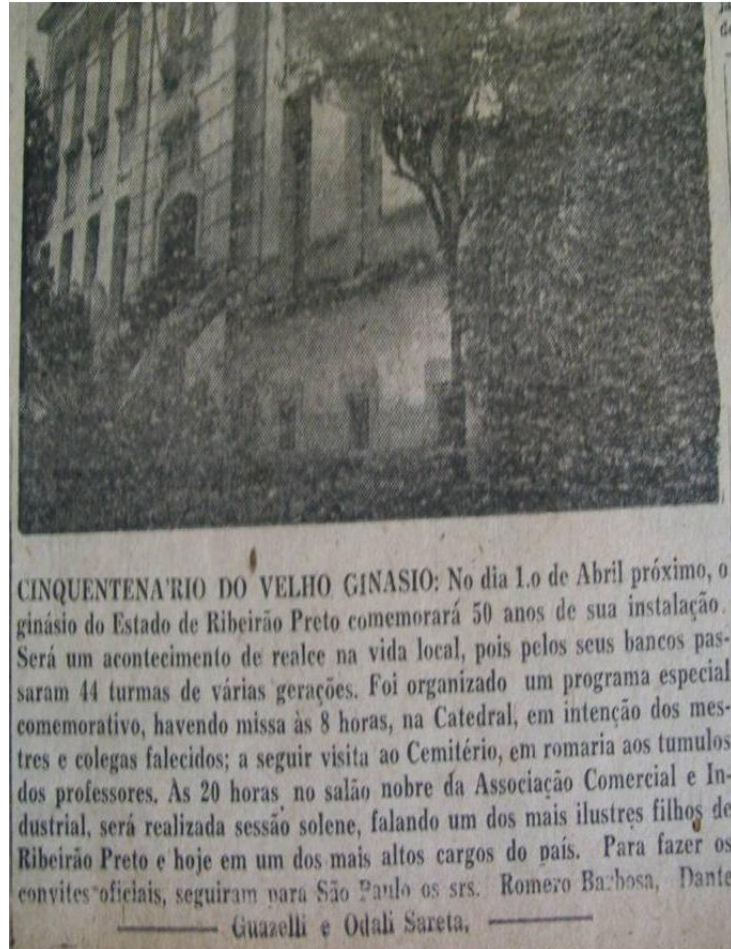 CINQUENTENA'RIO DO VELHO GINASIO: No dia 1.o de Abril próximo, o
ginásio do Estado de Ribeirão Preto comemorará 50 anos de sua instalação.
Será um acontecimento de realce na vida local, pois pelos seus bancos pas-
saram 44 turmas de várias gerações. Foi organizado um programa especial
comemorativo, havendo missa às 8 horas, na Catedral, em intenção dos mes-
tres e colegas falecidos; a seguir visita ao Cemitério, em romaria aos tumulos
dos professores. Às 20 horas no salão nobre da Associação Comercial e In-
dustrial, será realizada sessão solene, falando um dos mais ilustres filhos de
Ribeirão Preto e hoje em um dos mais altos cargos do país. Para fazer os
convites oficiais, seguiram para São Paulo os srs. Romero Barbosa, Dante
Guazelli e Odali Sareta.